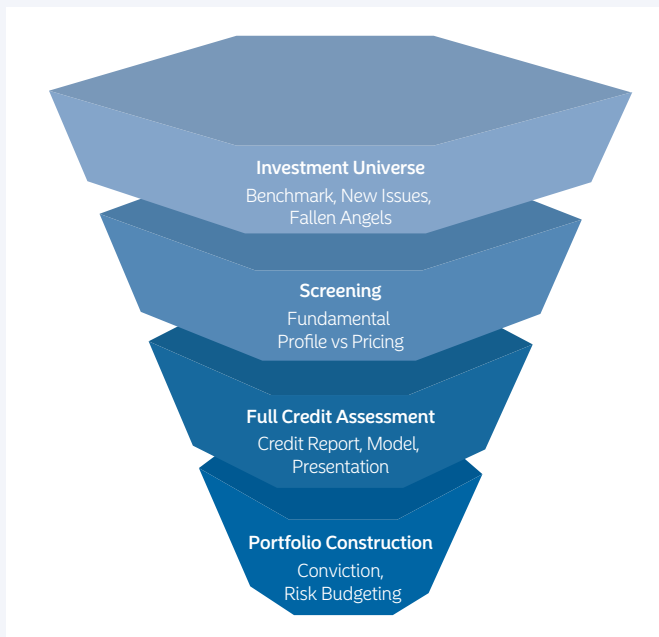 Investment Universe
Benchmark, New Issues,
Fallen Angels
Screening
Fundamental
Profile vs Pricing
Full Credit Assessment
Credit Report, Model,
Presentation
Portfolio Construction
Conviction,
Risk Budgeting